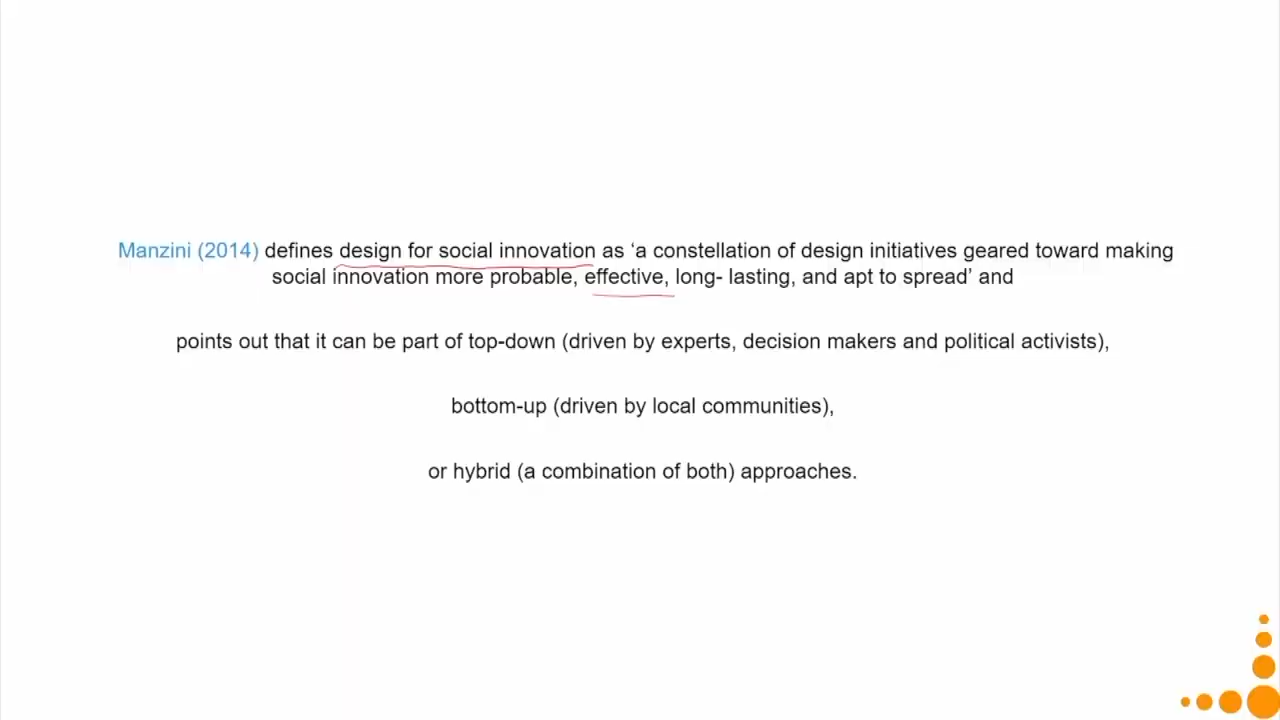 Manzini (2014) defines design for social innovation as ‘a constellation of design initiatives geared toward making
social innovation more probable, effective, long- lasting, and apt to spread’ and
points out that it can be part of top-down (driven by experts, decision makers and political activists),
bottom-up (driven by local communities),
or hybrid (a combination of both) approaches.